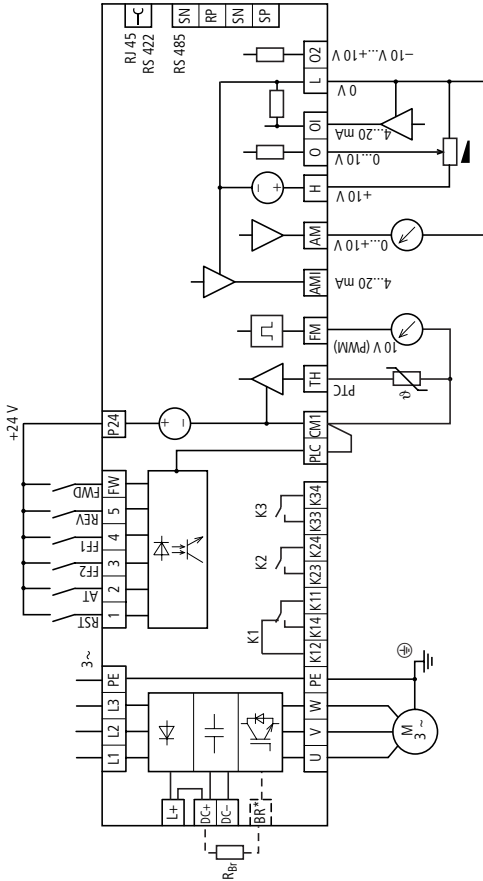 RJ 45
RS 422
RS 485
SN
RP
SN
SP
+24 V
P24
FWD
REV
FF1
FF2
AT
RST
FW
5
4
3
2
1
3~
PE
L3
L2
L1
L+
DC+
DC-
BR*
RBr
U
V
W
PE
M
3 ~
K12
K14
K11
K23
K24
K33
K34
K1
K2
K3
PLC
CM1
TH
FM
AMI
AM
H
O
OI
L
O2
PTC
ϑ
10 V (PWM)
4...20 mA
0...+10 V
+10 V
0...10 V
4...20 mA
0 V
−10 V...+10 V
+
−
−
+